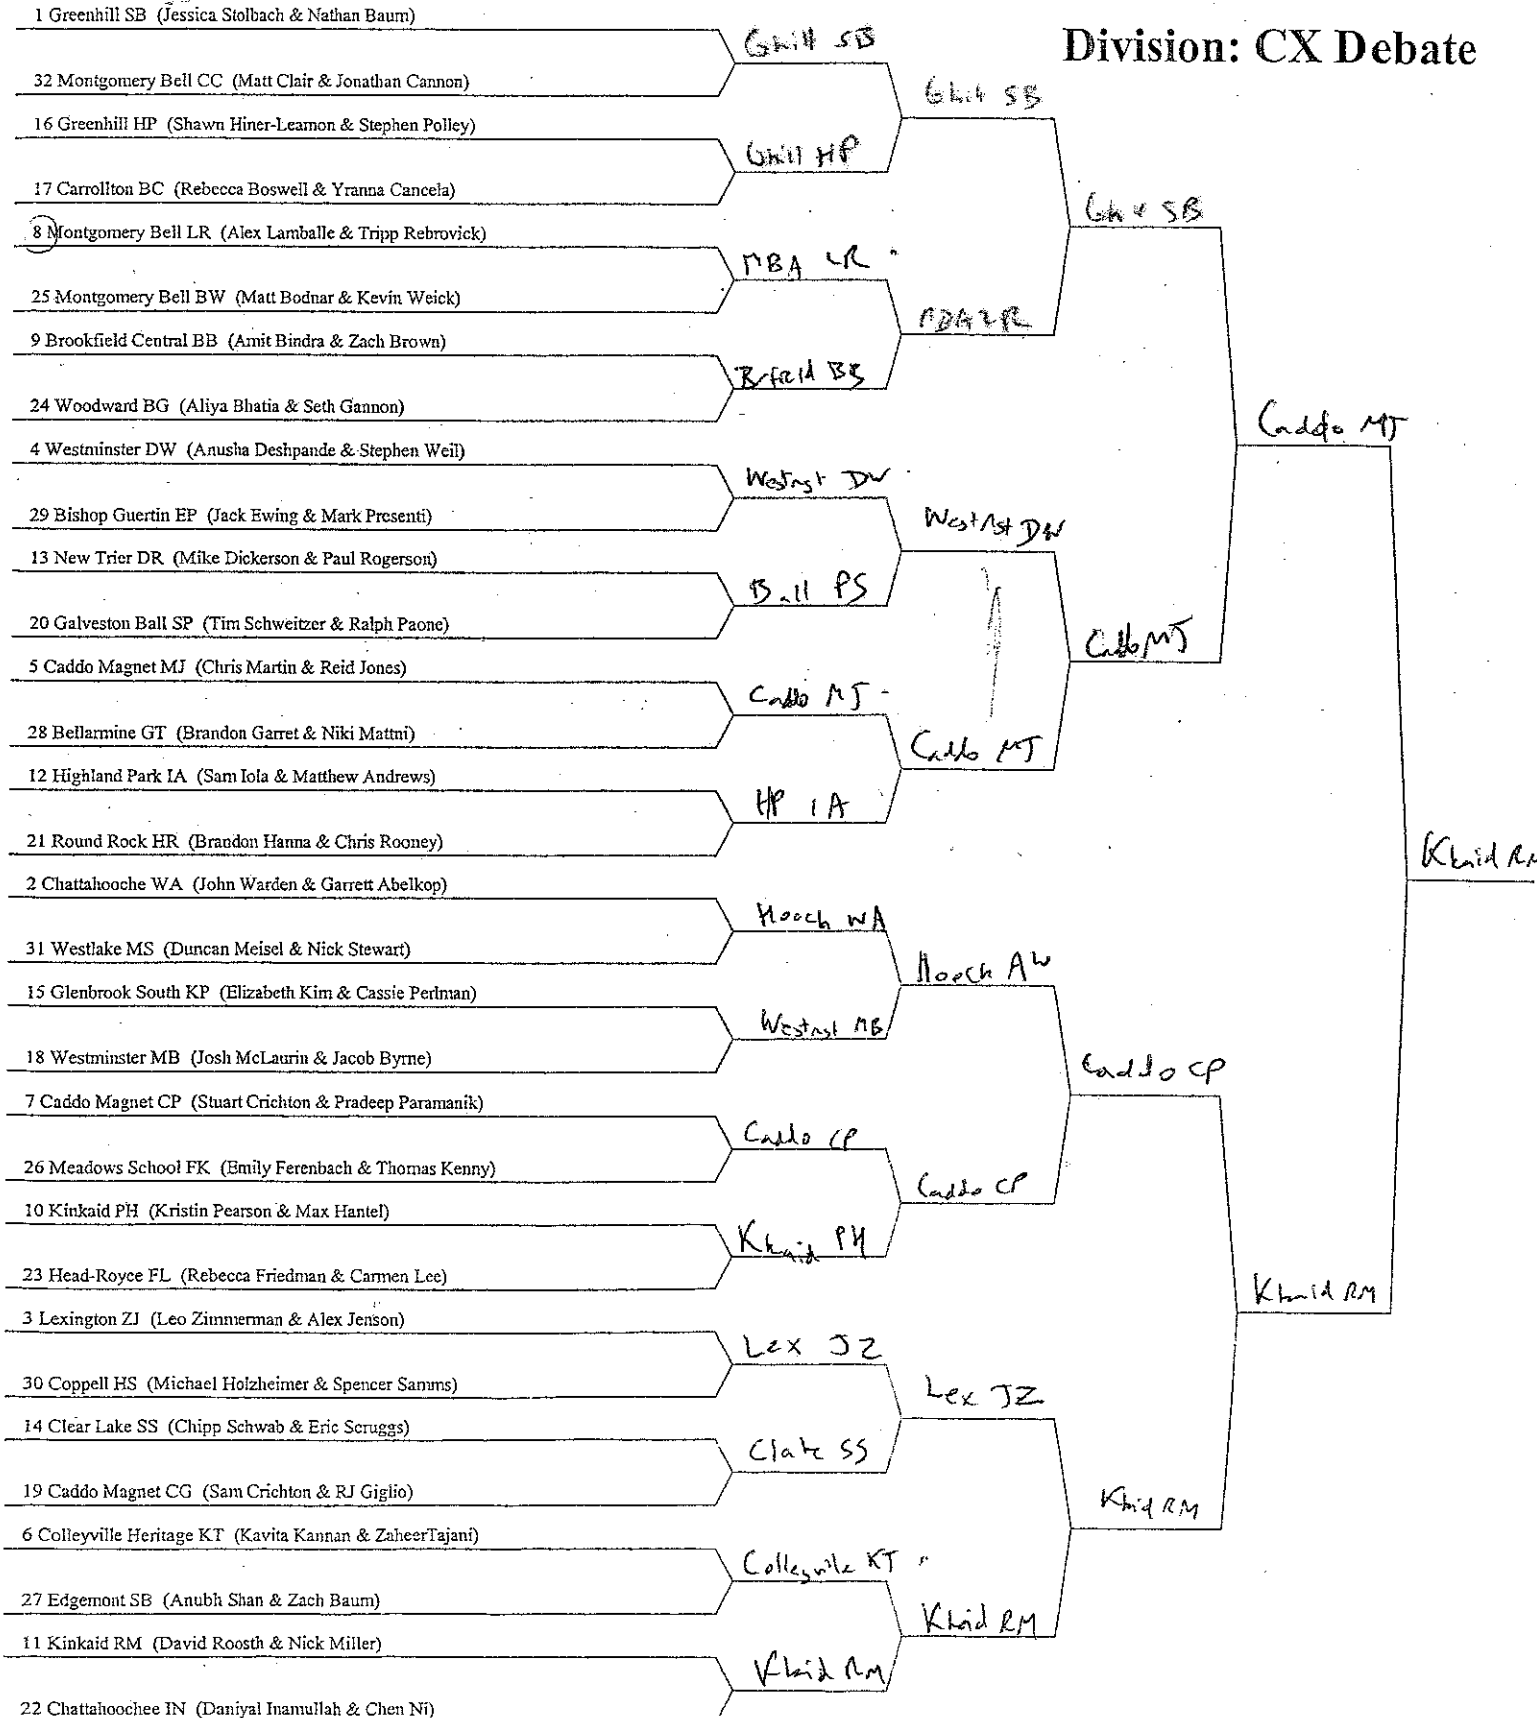 Division: CX Debate
1 Greenhill SB (Jessica Stolbach & Nathan Baum)
Ghill SB
32 Montgomery Bell CC (Matt Clair & Jonathan Cannon)
Ghill SB
16 Greenhill HP (Shawn Hiner-Leamon & Stephen Polley)
Ghill HP
17 Carrollton BC (Rebecca Boswell & Yranna Cancela)
SB
8 Montgomery Bell LR (Alex Lamballe & Tripp Rebrovick)
MBA LR
25 Montgomery Bell BW (Matt Bodnar & Kevin Weick)
MBA LR
9 Brookfield Central BB (Amit Bindra & Zach Brown)
B-field BB
24 Woodward BG (Aliya Bhatia & Seth Gannon)
Caddo MJ
4 Westminster DW (Anusha Deshpande & Stephen Weil)
Westmst DW
29 Bishop Guertin EP (Jack Ewing & Mark Presenti)
Westmst DW
13 New Trier DR (Mike Dickerson & Paul Rogerson)
Ball PS
20 Galveston Ball SP (Tim Schweitzer & Ralph Paone)
Caddo MJ
5 Caddo Magnet MJ (Chris Martin & Reid Jones)
Caddo MJ
28 Bellarmine GT (Brandon Garret & Niki Mattni)
Caddo MJ
12 Highland Park IA (Sam Iola & Matthew Andrews)
HP IA
21 Round Rock HR (Brandon Hanna & Chris Rooney)
Kkaid RM
2 Chattahooche WA (John Warden & Garrett Abelkop)
Hooch WA
31 Westlake MS (Duncan Meisel & Nick Stewart)
Hooch AW
15 Glenbrook South KP (Elizabeth Kim & Cassie Perlman)
Westmst MB
18 Westminster MB (Josh McLaurin & Jacob Byrne)
Caddo CP
7 Caddo Magnet CP (Stuart Crichton & Pradeep Paramanik)
Caddo CP
26 Meadows School FK (Emily Ferenbach & Thomas Kenny)
Caddo CP
10 Kinkaid PH (Kristin Pearson & Max Hantel)
Kkaid PH
23 Head-Royce FL (Rebecca Friedman & Carmen Lee)
Kkaid RM
3 Lexington ZJ (Leo Zimmerman & Alex Jenson)
Lex JZ
30 Coppell HS (Michael Holzheimer & Spencer Samms)
Lex JZ
14 Clear Lake SS (Chipp Schwab & Eric Scruggs)
Clake SS
19 Caddo Magnet CG (Sam Crichton & RJ Giglio)
Kkaid RM
6 Colleyville Heritage KT (Kavita Kannan & ZaheerTajani)
Colleyville KT
27 Edgemont SB (Anubh Shan & Zach Baum)
Kkaid RM
11 Kinkaid RM (David Roosth & Nick Miller)
Kkaid RM
22 Chattahoochee IN (Daniyal Inamullah & Chen Ni)